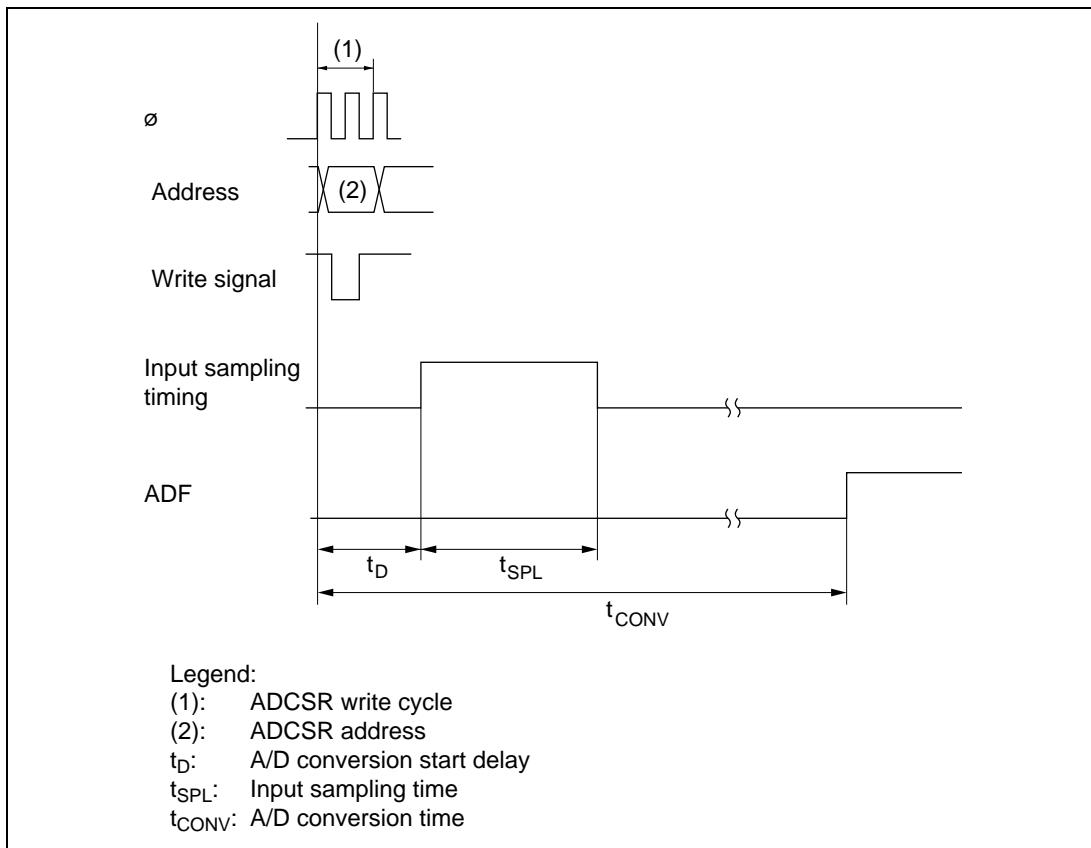 (1)
ø
Address
(2)
Write signal
Input sampling
timing
ADF
tD
tSPL
tCONV
Legend:
(1): ADCSR write cycle
(2): ADCSR address
tD: A/D conversion start delay
tSPL: Input sampling time
tCONV: A/D conversion time